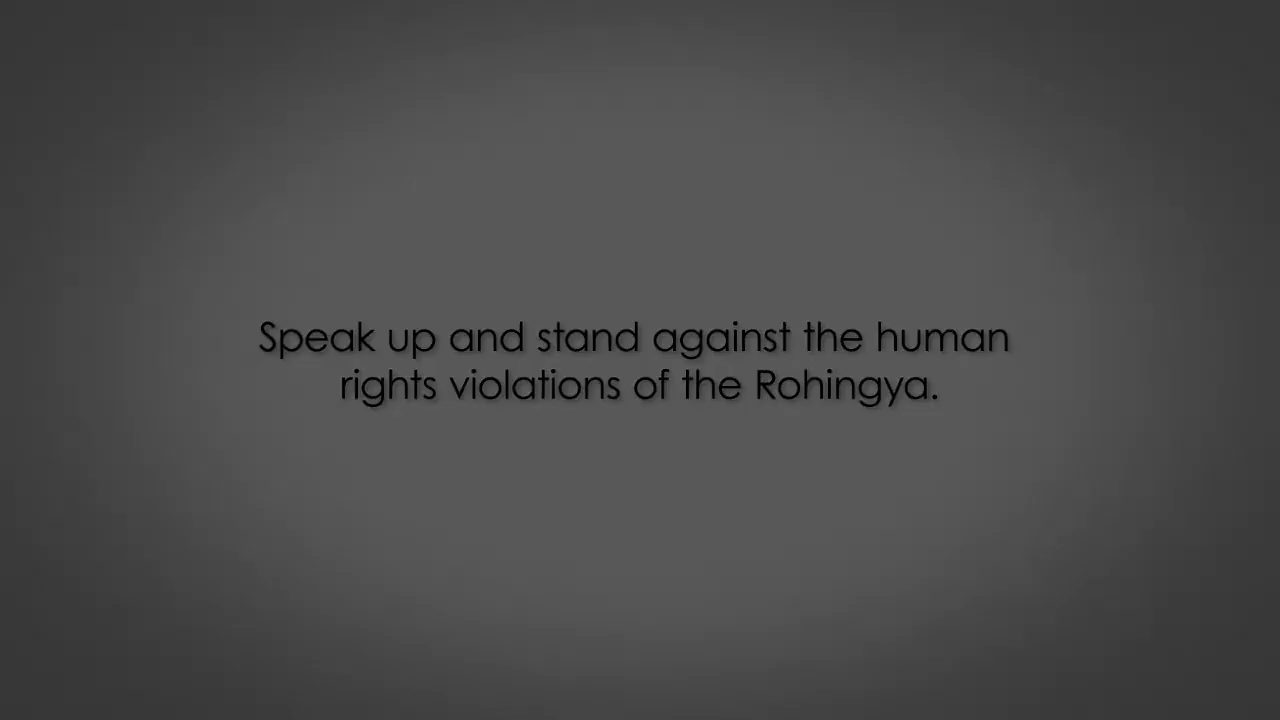 Speak up and stand against the human
rights violations of the Rohingya.